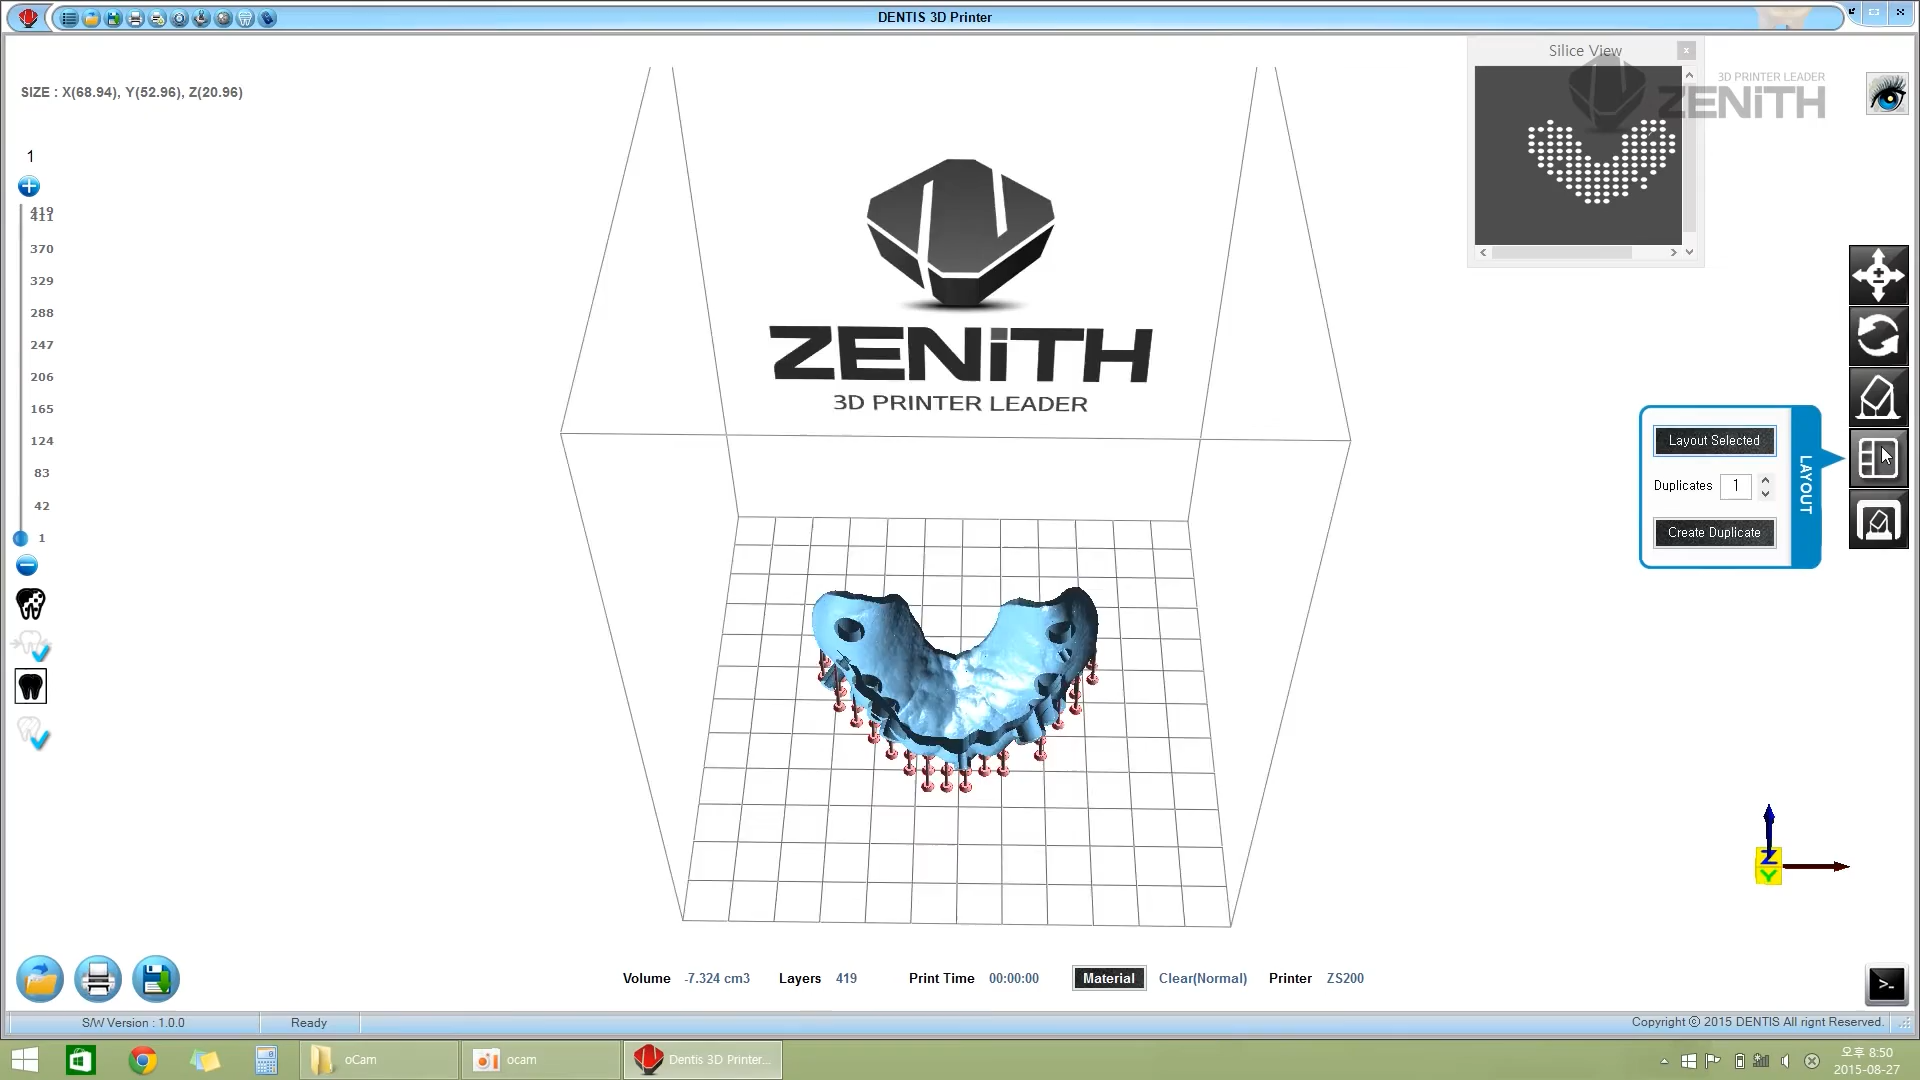 DENTIS 3D Printer
Silice View
SIZE : X(68.94), Y(52.96), Z(20.96)
3D PRINTER LEADER
ZENiTH
1
419
411
370
329
288
247
206
165
124
83
42
1
ZENiTH
3D PRINTER LEADER
Layout Selected
Duplicates 1
Create Duplicate
LAYOUT
Z
Y
Volume -7.324 cm3 Layers 419 Print Time 00:00:00 Material Clear(Normal) Printer ZS200
>-
S/W Version : 1.0.0 Ready Copyright © 2015 DENTIS All rignt Reserved.
oCam ocam Dentis 3D Printer... 오후 8:50
2015-08-27